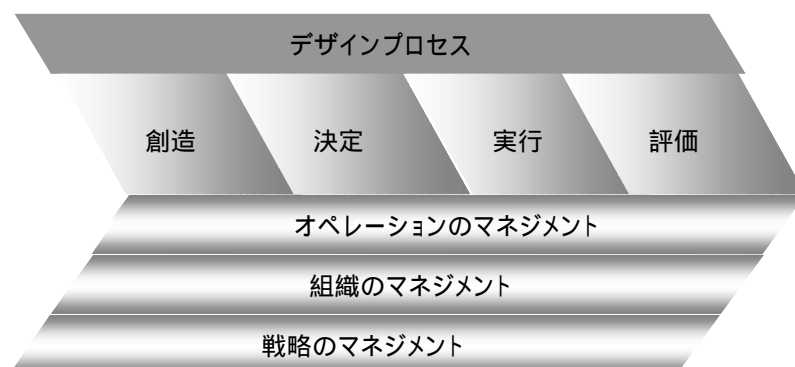 デザインプロセス
創造
決定
実行
評価
オペレーションのマネジメント
組織のマネジメント
戦略のマネジメント